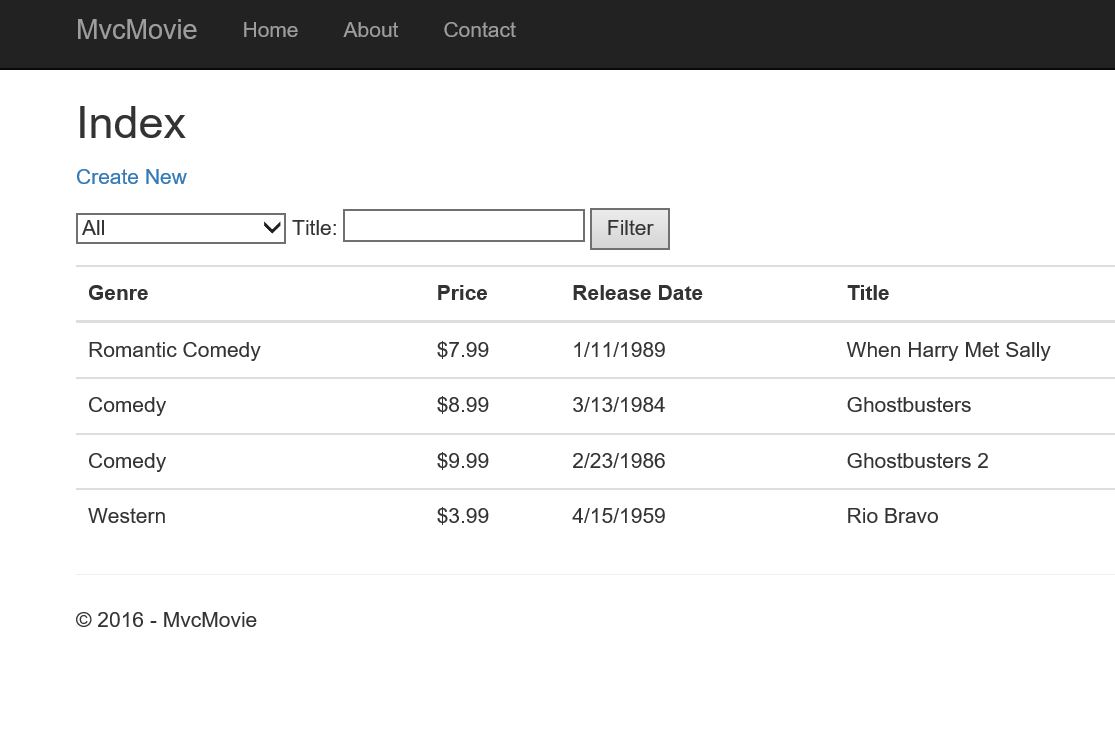 MvcMovie Home About Contact
Index
Create New
All Title: Filter
Genre Price Release Date Title
Romantic Comedy $7.99 1/11/1989 When Harry Met Sally
Comedy $8.99 3/13/1984 Ghostbusters
Comedy $9.99 2/23/1986 Ghostbusters 2
Western $3.99 4/15/1959 Rio Bravo
© 2016 - MvcMovie